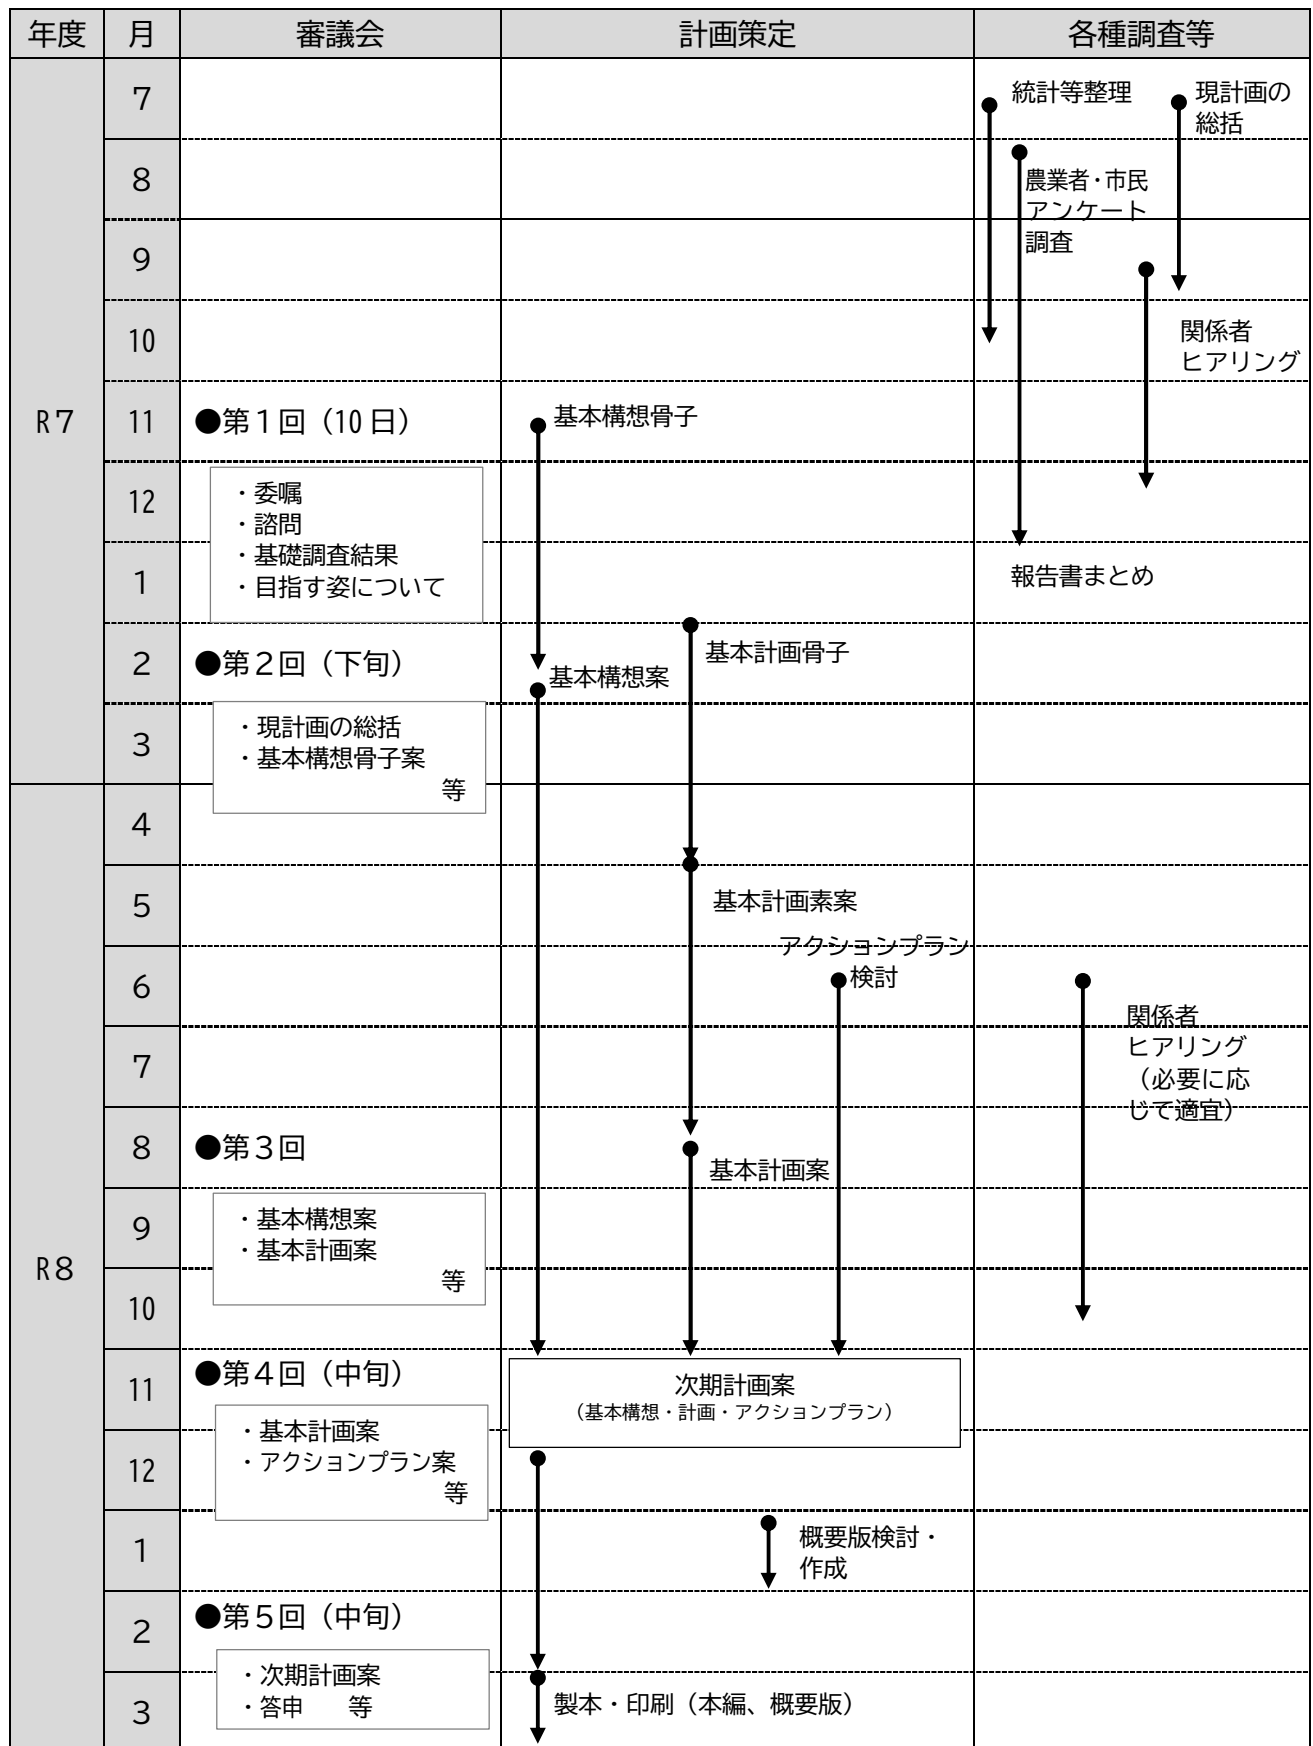 年度 月 審議会 計画策定 各種調査等
R7
7
統計等整理
現計画の
総括
8
農業者・市民
アンケート
調査
9
10
関係者
ヒアリング
11
●第1回（10日）
基本構想骨子
12
・委嘱
・諮問
・基礎調査結果
・目指す姿について
1
報告書まとめ
2
●第2回（下旬）
基本計画骨子
基本構想案
3
・現計画の総括
・基本構想骨子案
等
R8
4
5
基本計画素案
アクションプラン
検討
6
関係者
ヒアリング
（必要に応
じて適宜）
7
8
●第3回
基本計画案
9
・基本構想案
・基本計画案
等
10
11
●第4回（中旬）
次期計画案
（基本構想・計画・アクションプラン）
12
・基本計画案
・アクションプラン案
等
1
概要版検討・
作成
2
●第5回（中旬）
・次期計画案
・答申　等
3
製本・印刷（本編、概要版）